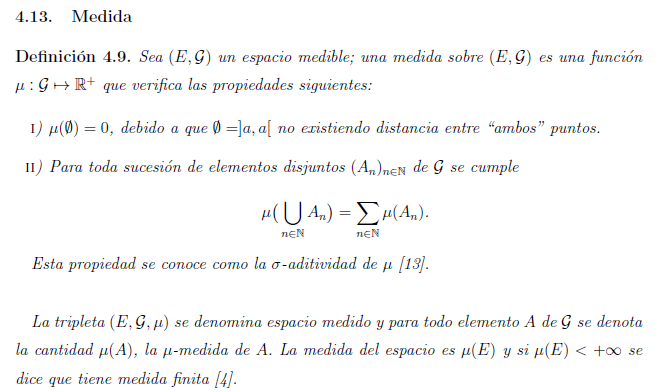 4.13. Medida
Definición 4.9. Sea (E, 𝒢) un espacio medible; una medida sobre (E, 𝒢) es una función
μ : 𝒢 ↦ ℝ⁺ que verifica las propiedades siguientes:
I) μ(∅) = 0, debido a que ∅ =]a, a[ no existiendo distancia entre “ambos” puntos.
II) Para toda sucesión de elementos disjuntos (Aₙ)ₙ∈ℕ de 𝒢 se cumple
μ( ⋃ₙ∈ℕ Aₙ) = ∑ₙ∈ℕ μ(Aₙ).
Esta propiedad se conoce como la σ-aditividad de μ [13].
La tripleta (E, 𝒢, μ) se denomina espacio medido y para todo elemento A de 𝒢 se denota
la cantidad μ(A), la μ-medida de A. La medida del espacio es μ(E) y si μ(E) < +∞ se
dice que tiene medida finita [4].